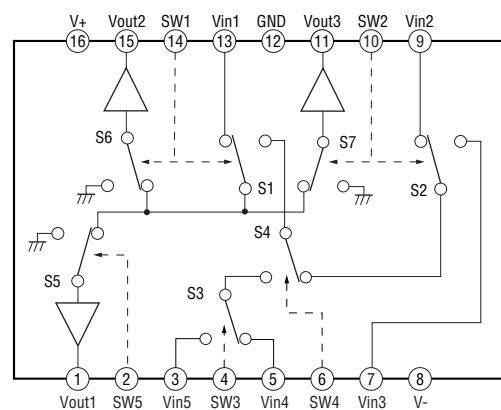 V+ Vout2 SW1 Vin1 GND Vout3 SW2 Vin2
16 15 14 13 12 11 10 9
S6 S7
S1 S2
S4
S5
S3
1 2 3 4 5 6 7 8
Vout1 SW5 Vin5 SW3 Vin4 SW4 Vin3 V-